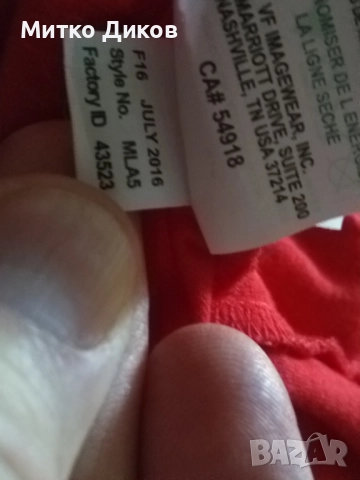 Митко Диков
F16 JULY 2016
Style No. MLA5
Factory ID 43523
VF IMAGEWEAR, INC.
MARRIOTT DRIVE, SUITE 200
NASHVILLE, TN USA 37214
CA# 54918
LA LIGNE SECHE
BAZAR